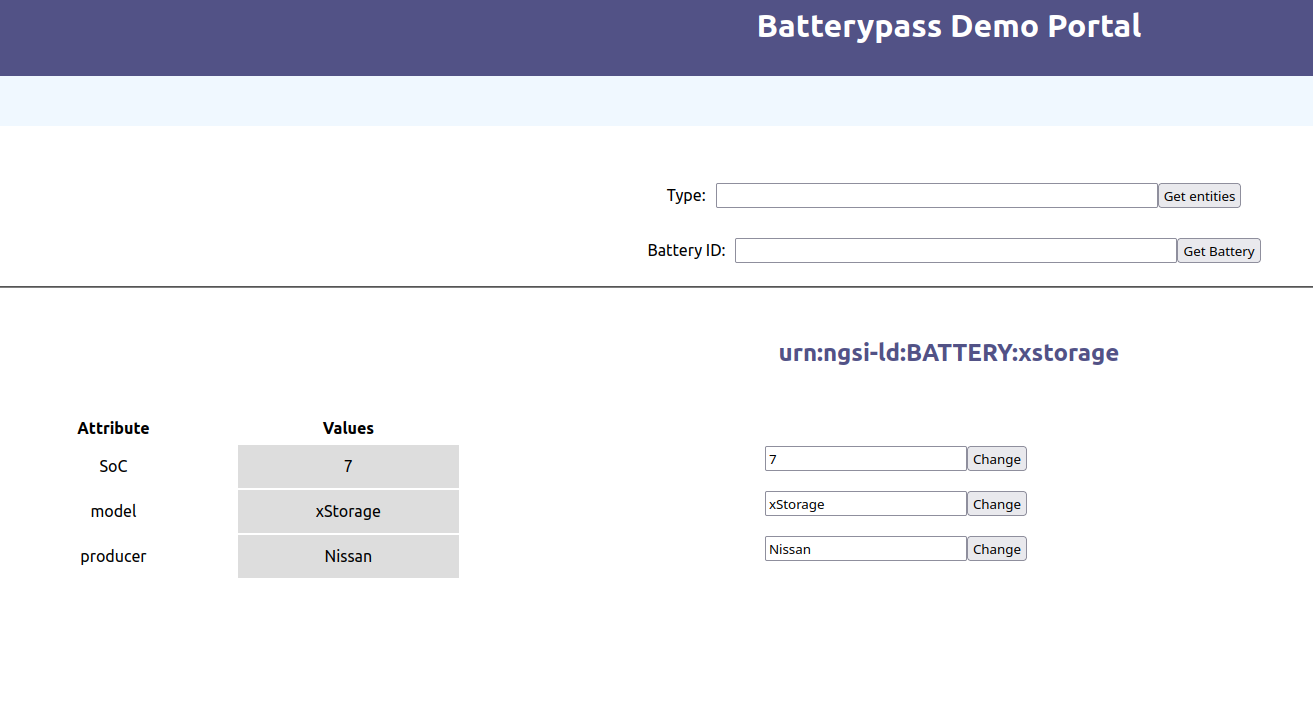 Batterypass Demo Portal
Type: Get entities
Battery ID: Get Battery
urn:ngsi-ld:BATTERY:xstorage
Attribute Values
SoC 7 7 Change
model xStorage xStorage Change
producer Nissan Nissan Change